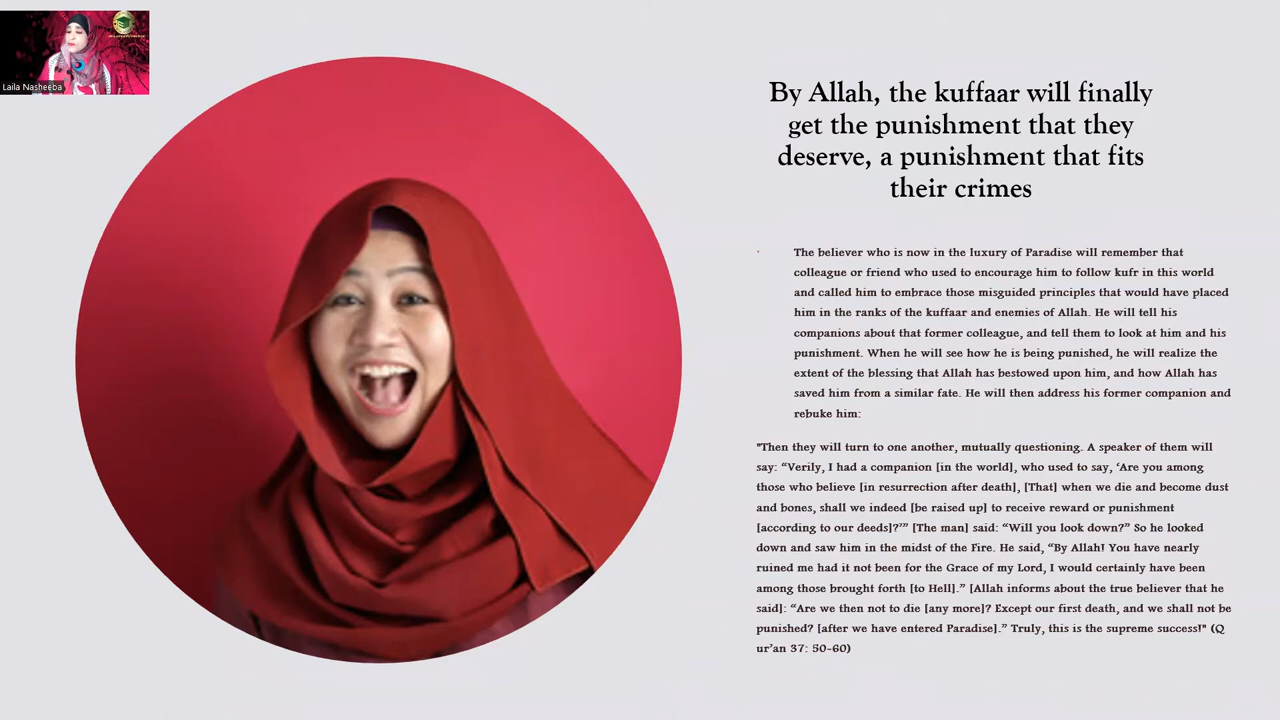 Laila Nasheeba
By Allah, the kuffaar will finally
get the punishment that they
deserve, a punishment that fits
their crimes
The believer who is now in the luxury of Paradise will remember that
colleague or friend who used to encourage him to follow kufr in this world
and called him to embrace those misguided principles that would have placed
him in the ranks of the kuffaar and enemies of Allah. He will tell his
companions about that former colleague, and tell them to look at him and his
punishment. When he will see how he is being punished, he will realize the
extent of the blessing that Allah has bestowed upon him, and how Allah has
saved him from a similar fate. He will then address his former companion and
rebuke him:
"Then they will turn to one another, mutually questioning. A speaker of them will
say: “Verily, I had a companion [in the world], who used to say, ‘Are you among
those who believe [in resurrection after death], [That] when we die and become dust
and bones, shall we indeed [be raised up] to receive reward or punishment
[according to our deeds]?’” [The man] said: “Will you look down?” So he looked
down and saw him in the midst of the Fire. He said, “By Allah! You have nearly
ruined me had it not been for the Grace of my Lord, I would certainly have been
among those brought forth [to Hell].” [Allah informs about the true believer that he
said]: “Are we then not to die [any more]? Except our first death, and we shall not be
punished? [after we have entered Paradise].” Truly, this is the supreme success!" (Q
ur’an 37: 50-60)